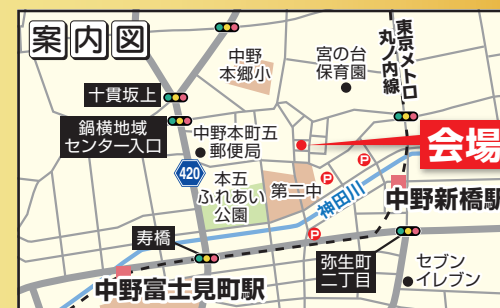 案内図
中野
本郷小
宮の台
保育園
東京メトロ
丸ノ内線
十貫坂上
鍋横地域
センター入口
中野本町五
郵便局
会場
420
本五
ふれあい
公園
第二中
P
P
P
神田川
中野新橋駅
寿橋
弥生町
二丁目
セブン
イレブン
中野富士見町駅